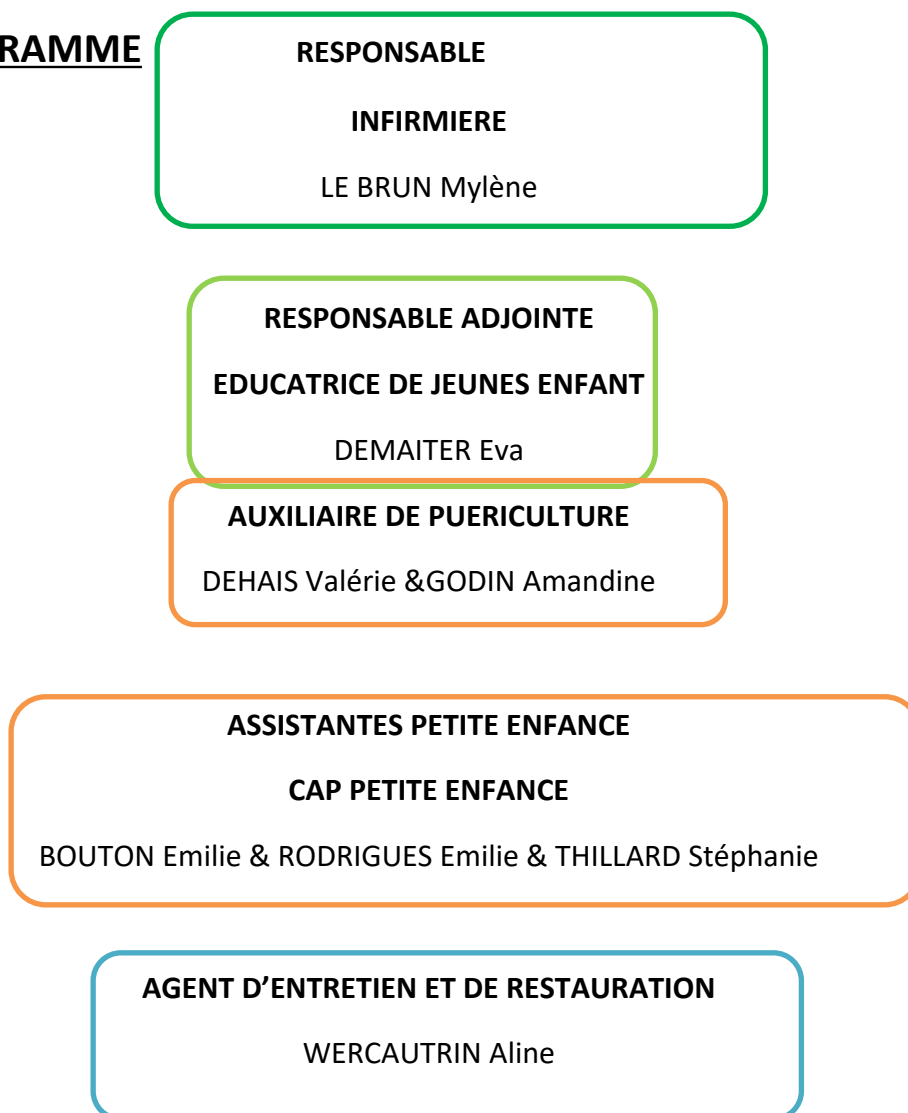 RAMME
RESPONSABLE
INFIRMIERE
LE BRUN Mylène
RESPONSABLE ADJOINTE
EDUCATRICE DE JEUNES ENFANT
DEMAITER Eva
AUXILIAIRE DE PUERICULTURE
DEHAIS Valérie &GODIN Amandine
ASSISTANTES PETITE ENFANCE
CAP PETITE ENFANCE
BOUTON Emilie & RODRIGUES Emilie & THILLARD Stéphanie
AGENT D’ENTRETIEN ET DE RESTAURATION
WERCAUTRIN Aline